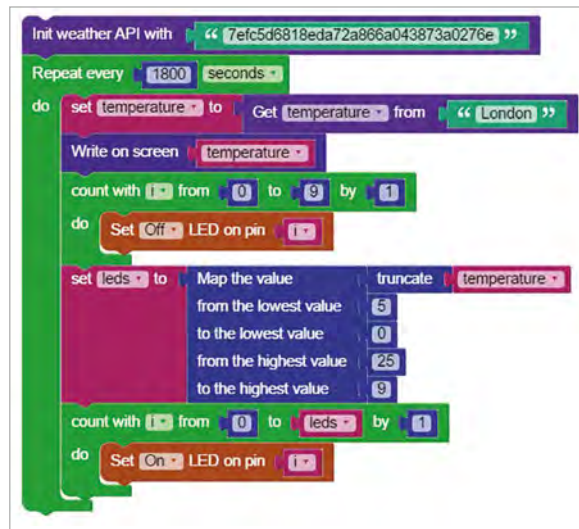 Init weather API with “ 7efc5d6818eda72a866a043873a0276e ”
Repeat every 1800 seconds
do set temperature to Get temperature from “ London ”
Write on screen temperature
count with i from 0 to 9 by 1
do Set Off LED on pin i
set leds to Map the value truncate temperature
from the lowest value 5
to the lowest value 0
from the highest value 25
to the highest value 9
count with i from 0 to leds by 1
do Set On LED on pin i